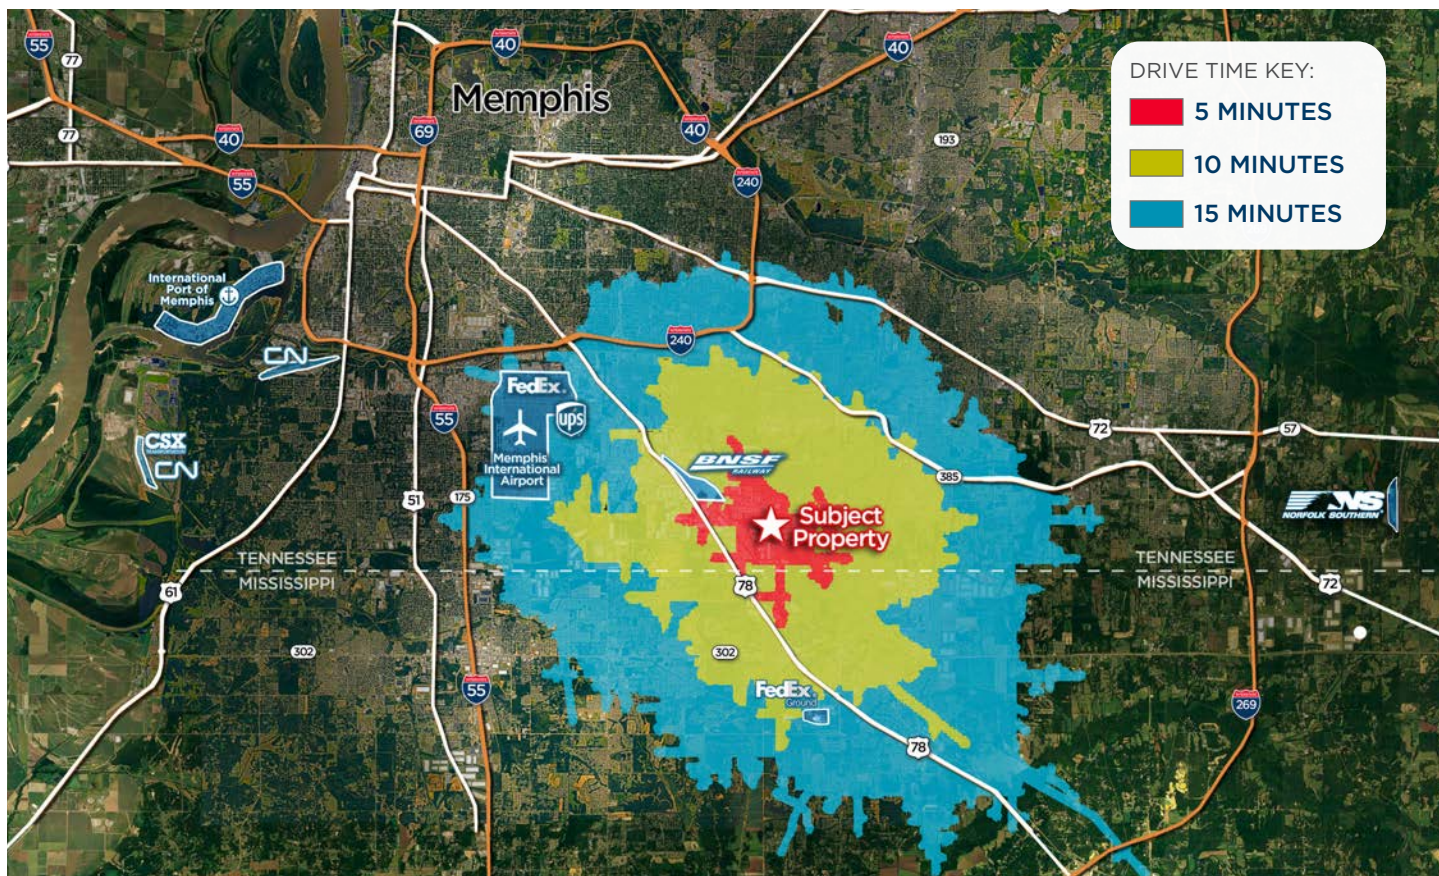 55
77
40
40
DRIVE TIME KEY:
5 MINUTES
10 MINUTES
15 MINUTES
Memphis
69
40
77
40
193
55
240
International
Port of
Memphis
CN
240
FedEx®
ups
Memphis
International
Airport
55
72
57
CSX
CN
BNSF
RAILWAY
385
51
175
NS
NORFOLK SOUTHERN
Subject
Property
TENNESSEE
MISSISSIPPI
TENNESSEE
MISSISSIPPI
61
78
72
302
302
55
FedEx®
Ground
269
78